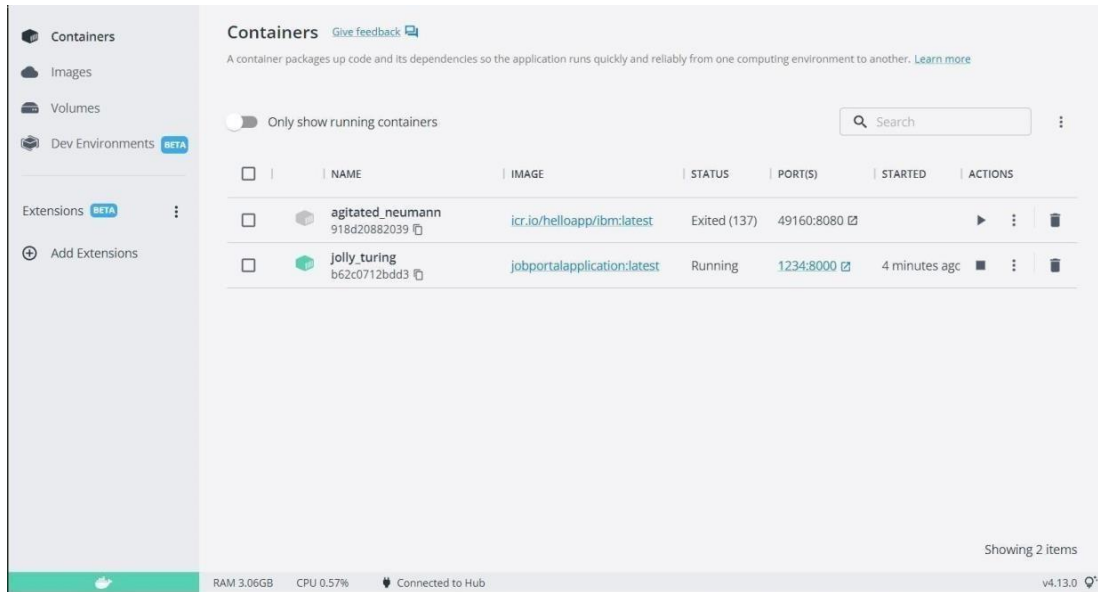 Containers
Images
Volumes
Dev Environments BETA
Extensions BETA
Add Extensions
Containers Give feedback
A container packages up code and its dependencies so the application runs quickly and reliably from one computing environment to another. Learn more
Only show running containers
Search
NAME IMAGE STATUS PORT(S) STARTED ACTIONS
agitated_neumann
918d20882039
icr.io/helloapp/ibm:latest Exited (137) 49160:8080
jolly_turing
b62c0712bdd3
jobportalapplication:latest Running 1234:8000 4 minutes agc
Showing 2 items
RAM 3.06GB CPU 0.57% Connected to Hub v4.13.0